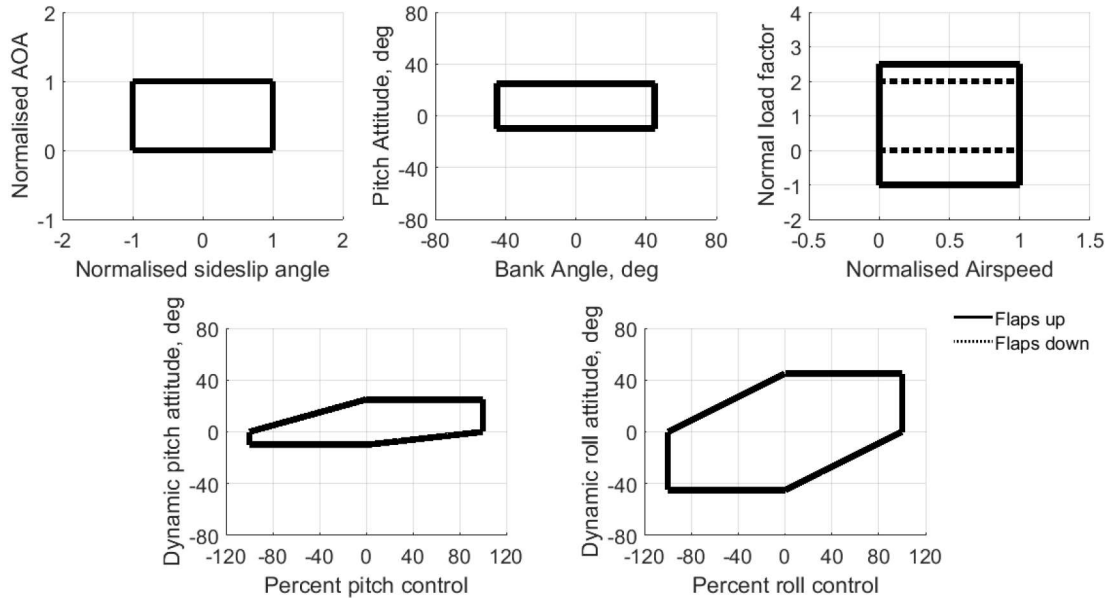 Normalised AOA
2
1
0
-1
-2 -1 0 1 2
Normalised sideslip angle
Pitch Attitude, deg
80
40
0
-40
-80
-80 -40 0 40 80
Bank Angle, deg
Normal load factor
4
3
2
1
0
-1
-2
-0.5 0 0.5 1 1.5
Normalised Airspeed
Dynamic pitch attitude, deg
80
40
0
-40
-80
-120 -80 -40 0 40 80 120
Percent pitch control
Dynamic roll attitude, deg
80
40
0
-40
-80
-120 -80 -40 0 40 80 120
Percent roll control
Flaps up
Flaps down